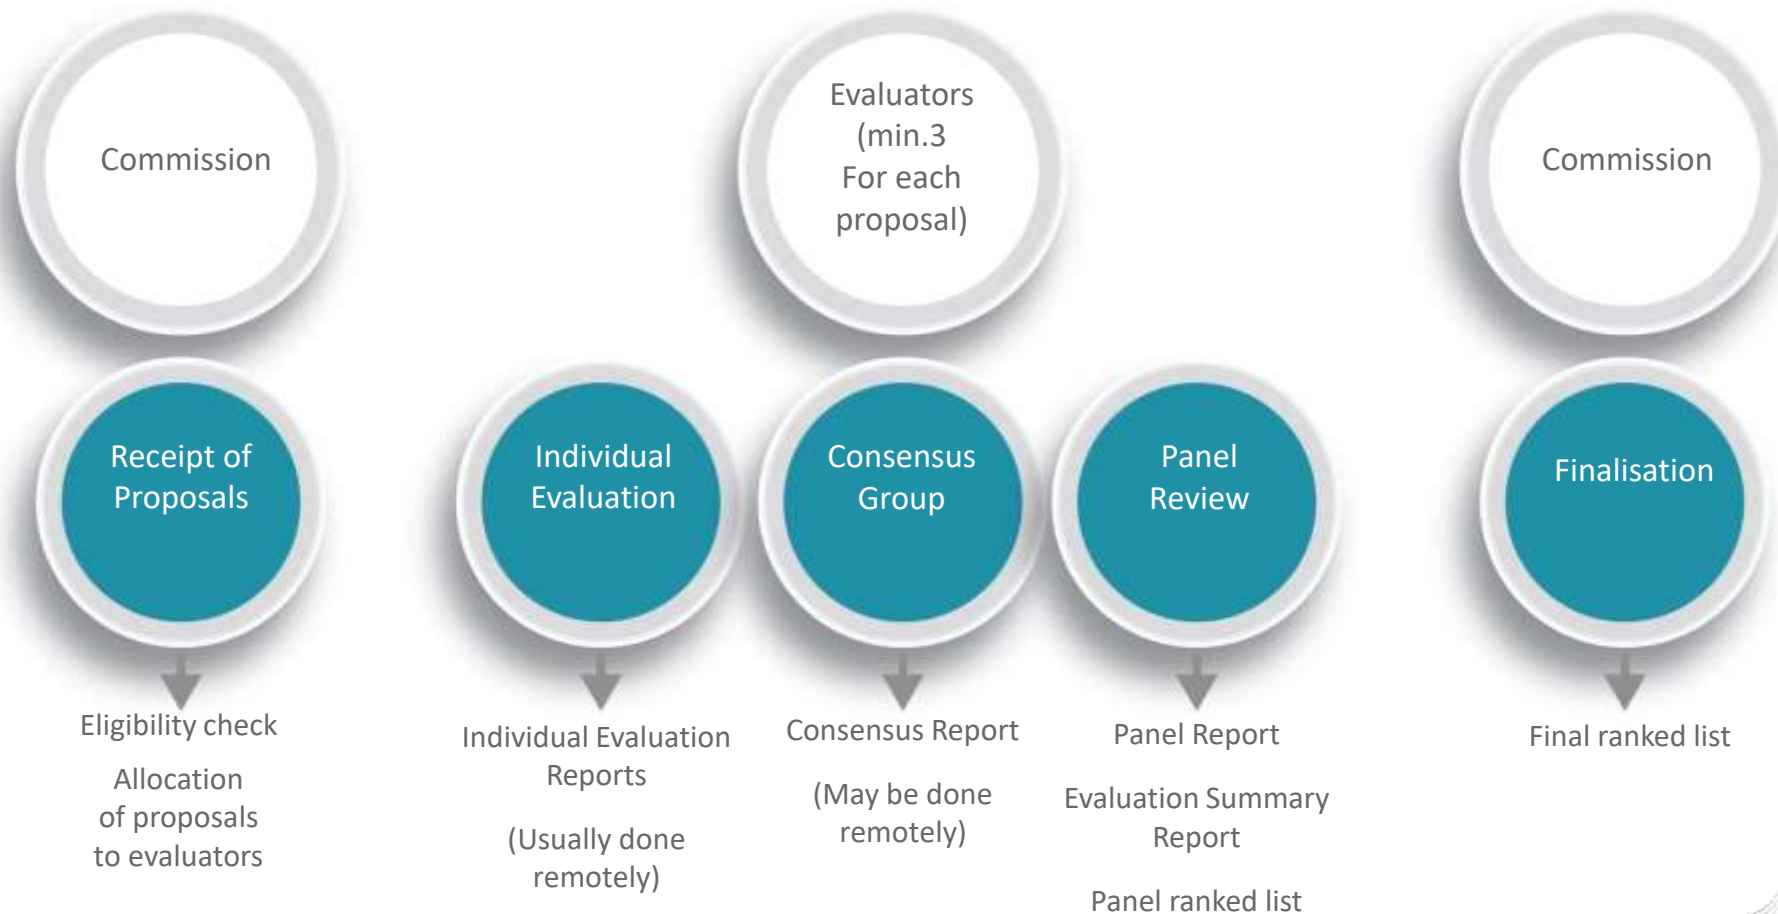 Commission
Evaluators
(min.3
For each
proposal)
Commission
Receipt of
Proposals
Individual
Evaluation
Consensus
Group
Panel
Review
Finalisation
Eligibility check
Allocation
of proposals
to evaluators
Individual Evaluation
Reports
(Usually done
remotely)
Consensus Report
(May be done
remotely)
Panel Report
Evaluation Summary
Report
Panel ranked list
Final ranked list